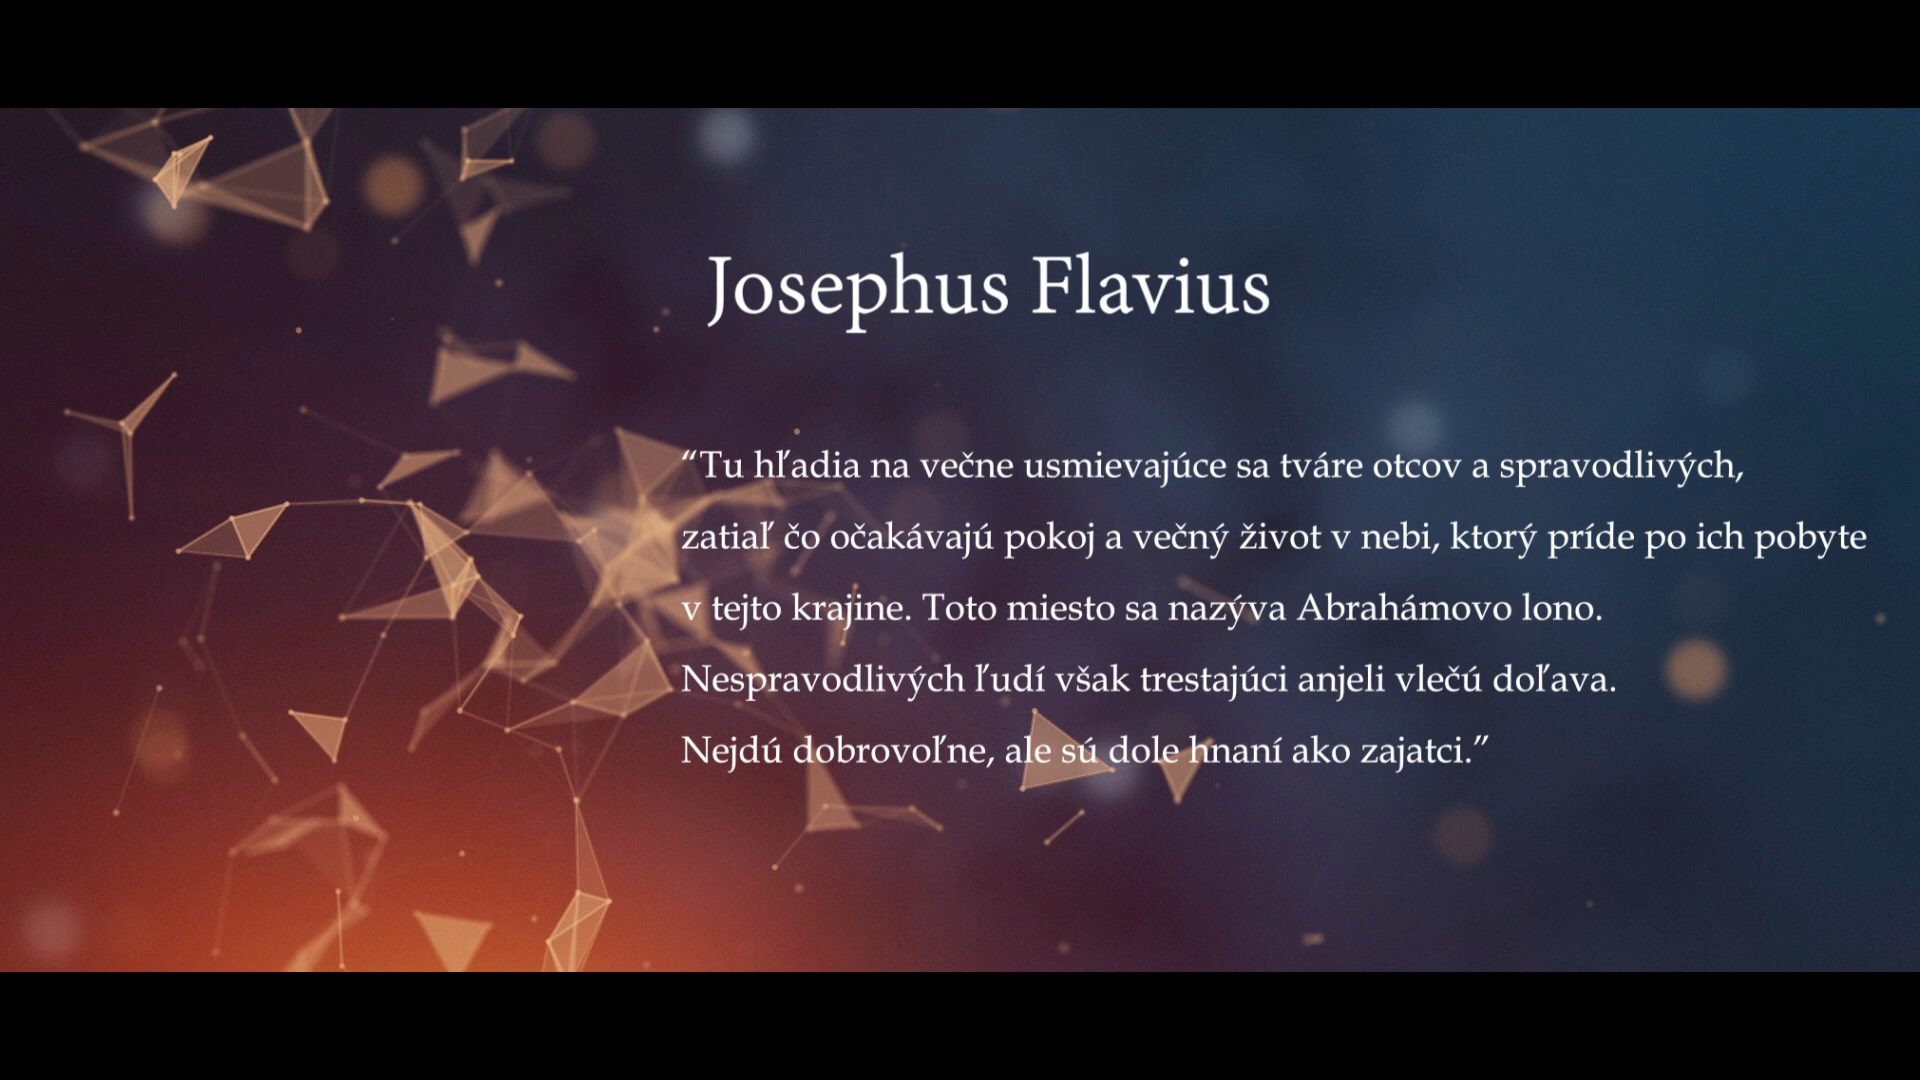 Josephus Flavius
“Tu hľadia na večne usmievajúce sa tváre otcov a spravodlivých,
zatiaľ čo očakávajú pokoj a večný život v nebi, ktorý príde po ich pobyte
v tejto krajine. Toto miesto sa nazýva Abrahámovo lono.
Nespravodlivých ľudí však trestajúci anjeli vlečú doľava.
Nejdú dobrovoľne, ale sú dole hnaní ako zajatci.”